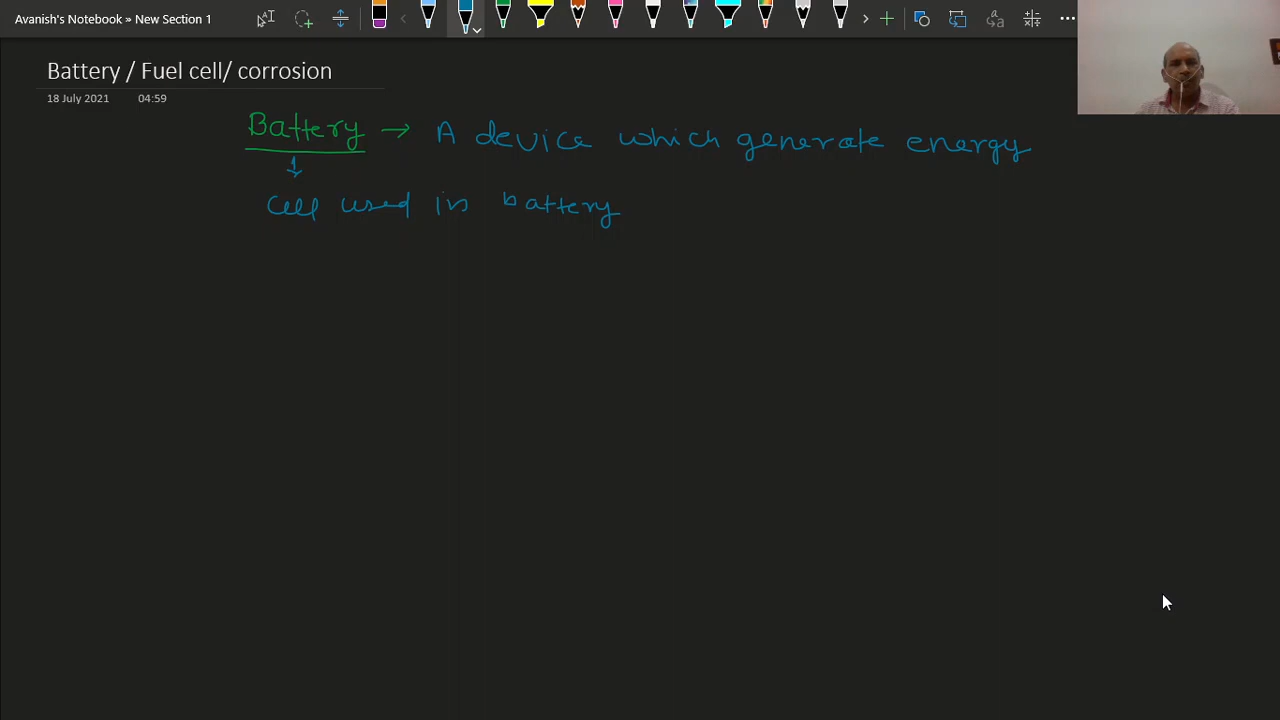 Avanish's Notebook » New Section 1
Battery / Fuel cell/ corrosion
18 July 2021 04:59
Battery → A device which generate energy
↓
cell used in battery